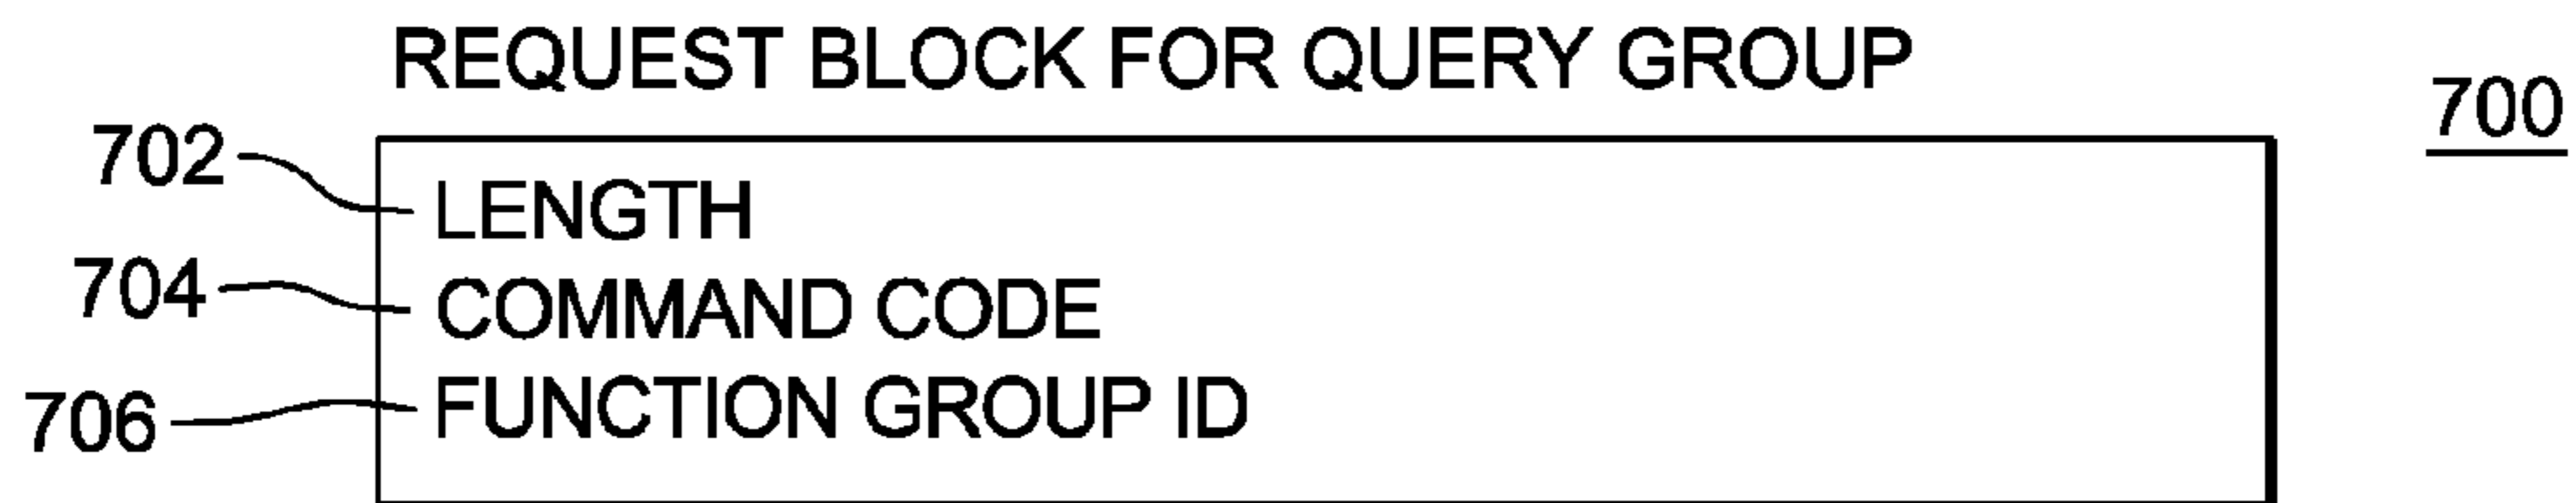 REQUEST BLOCK FOR QUERY GROUP
700
702 LENGTH
704 COMMAND CODE
706 FUNCTION GROUP ID